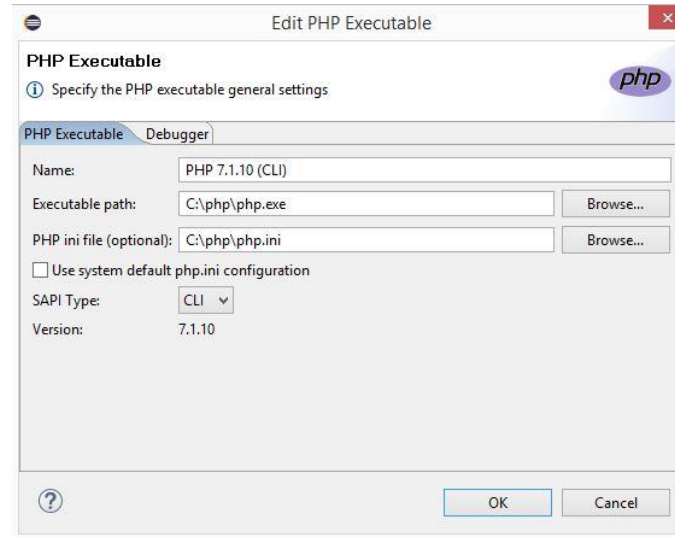 Edit PHP Executable
PHP Executable
Specify the PHP executable general settings
php
PHP Executable Debugger
Name: PHP 7.1.10 (CLI)
Executable path: C:\php\php.exe Browse...
PHP ini file (optional): C:\php\php.ini Browse...
Use system default php.ini configuration
SAPI Type: CLI
Version: 7.1.10
OK Cancel